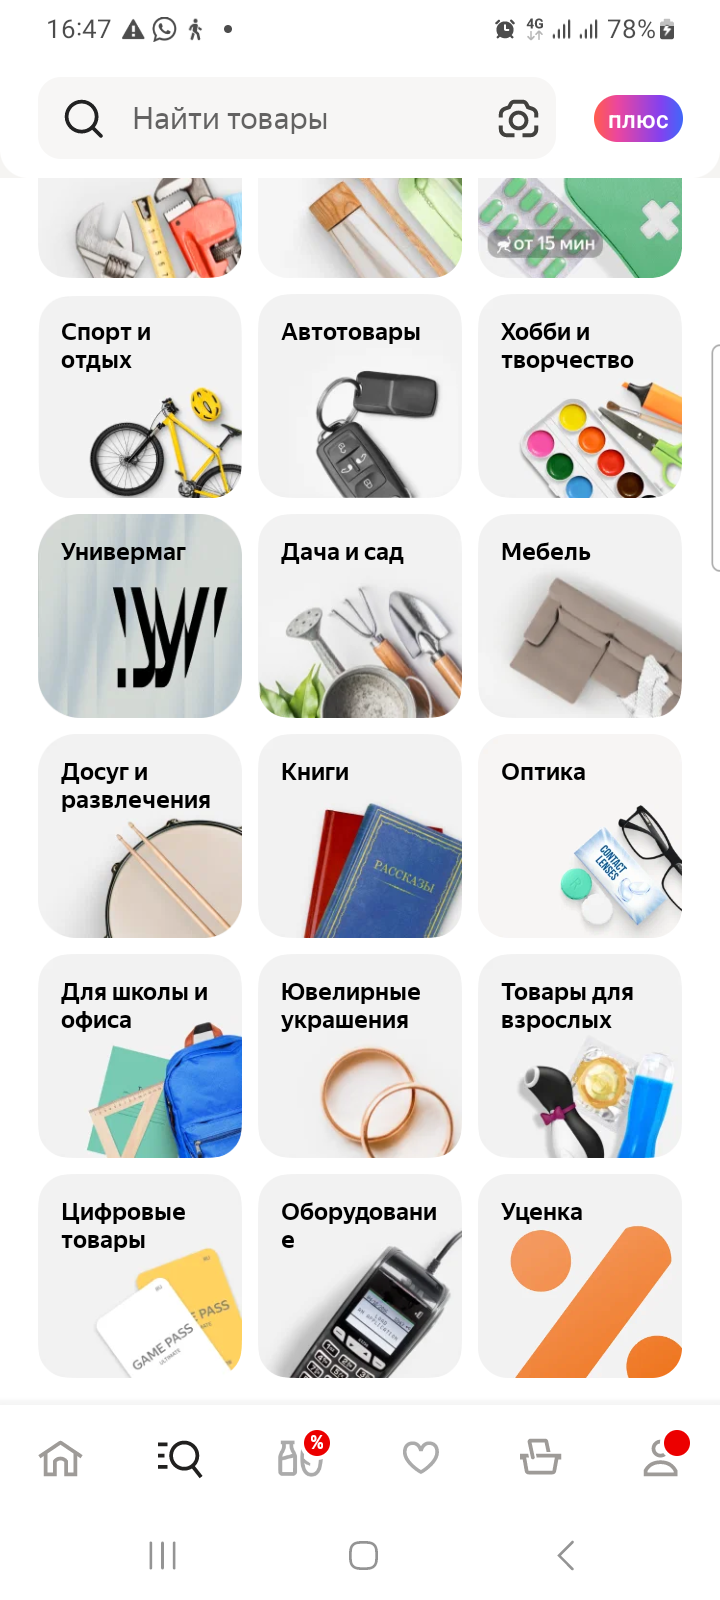 16:47
4G
78%
Найти товары
плюс
от 15 мин
Спорт и
отдых
Автотовары
Хобби и
творчество
Универмаг
Дача и сад
Мебель
Досуг и
развлечения
Книги
Оптика
РАССКАЗЫ
CONTACT
LENSES
Для школы и
офиса
Ювелирные
украшения
Товары для
взрослых
Цифровые
товары
Оборудовани
е
Уценка
GAME PASS
ULTIMATE
E PASS
%